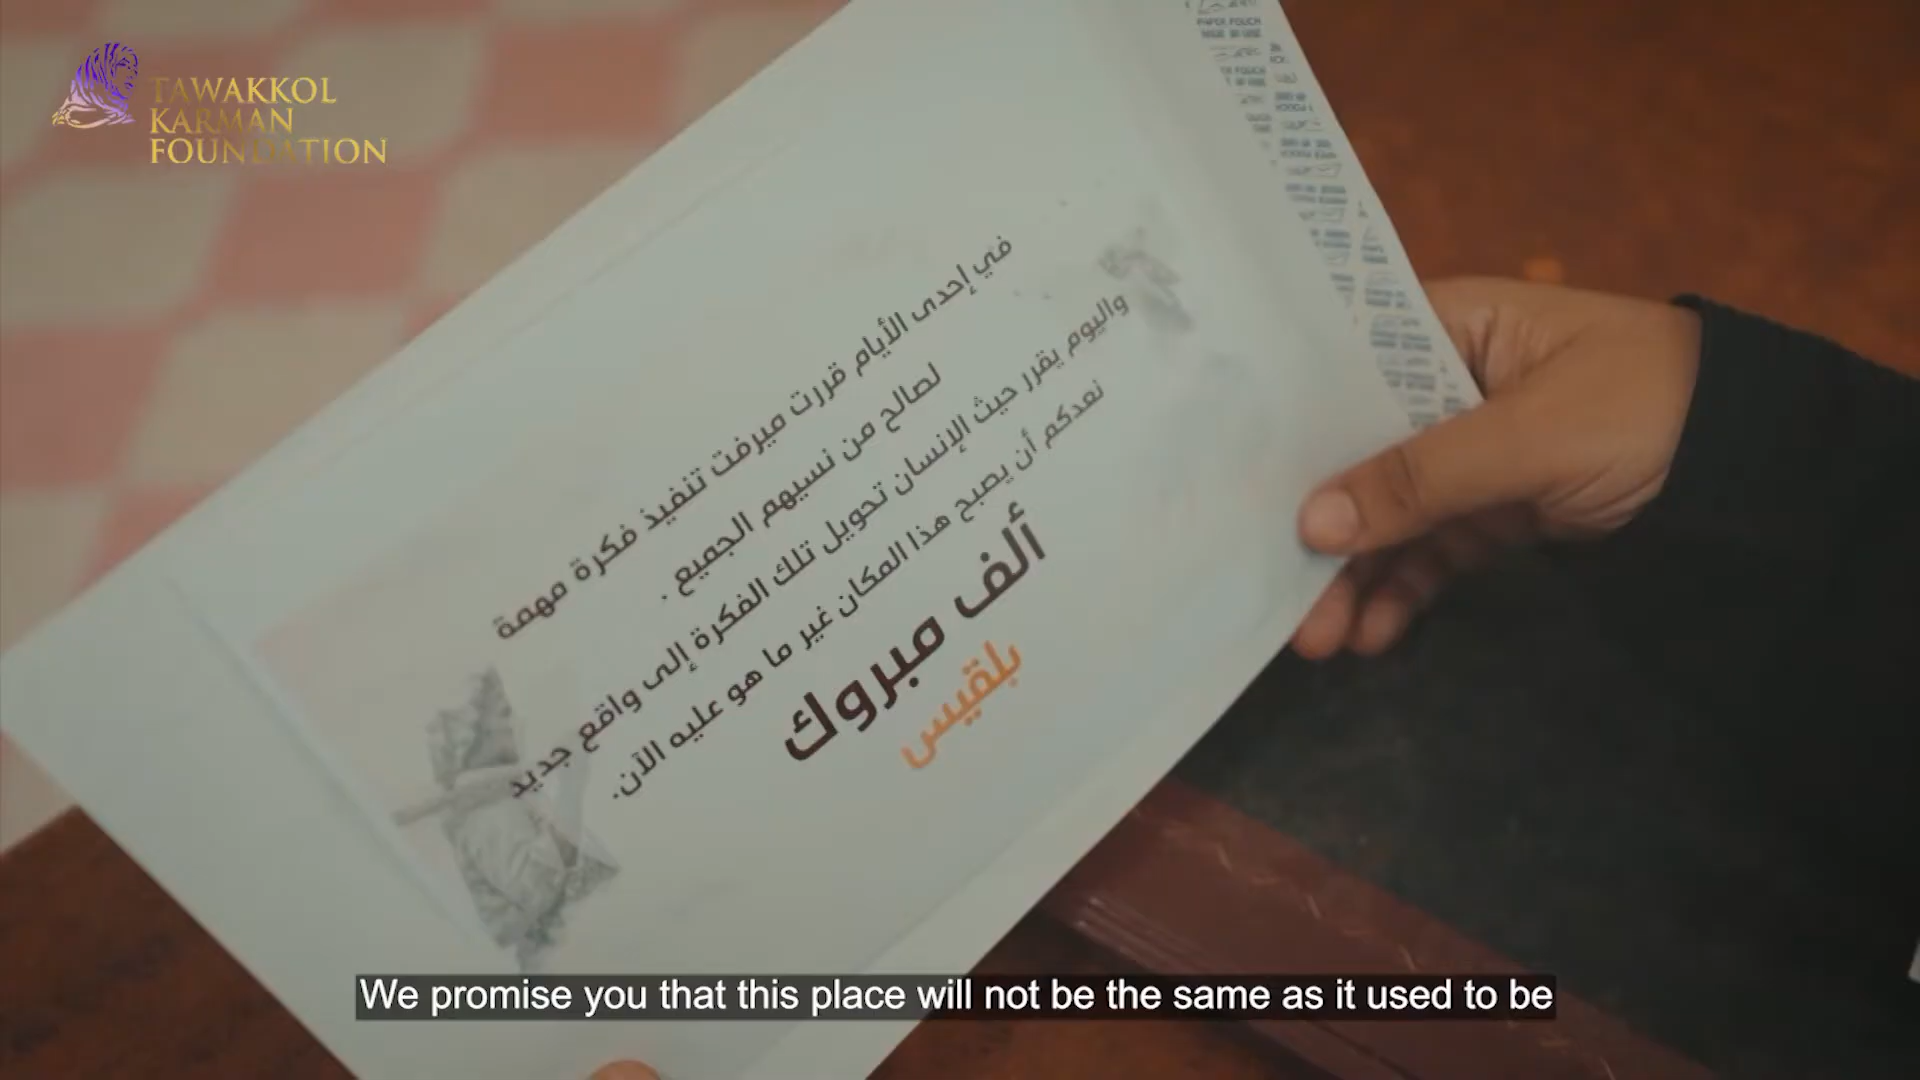 TAWAKKOL
KARMAN
FOUNDATION
PAPER POUCH
في إحدى الأيام قررت ميرفت تنفيذ فكرة مهمة
لصالح من نسيهم الجميع .
واليوم يقرر حيث الإنسان تحويل تلك الفكرة إلى واقع جديد
نعدكم أن يصبح هذا المكان غير ما هو عليه الآن.
ألف مبروك
بلقيس
We promise you that this place will not be the same as it used to be